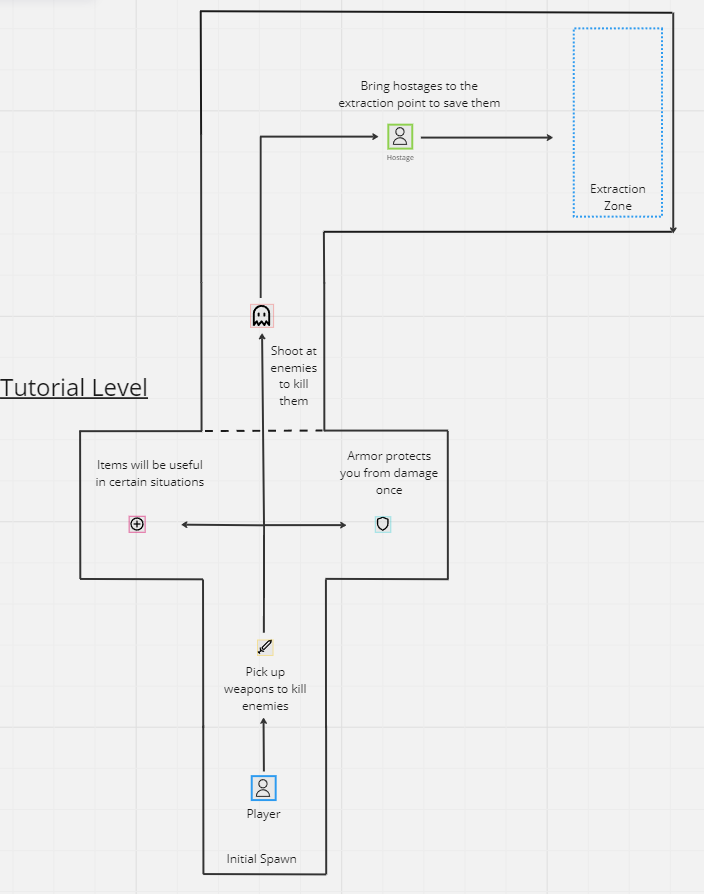 Bring hostages to the
extraction point to save them
Hostage
Extraction
Zone
Shoot at
enemies
to kill
them
Tutorial Level
Items will be useful
in certain situations
Armor protects
you from damage
once
Pick up
weapons to kill
enemies
Player
Initial Spawn